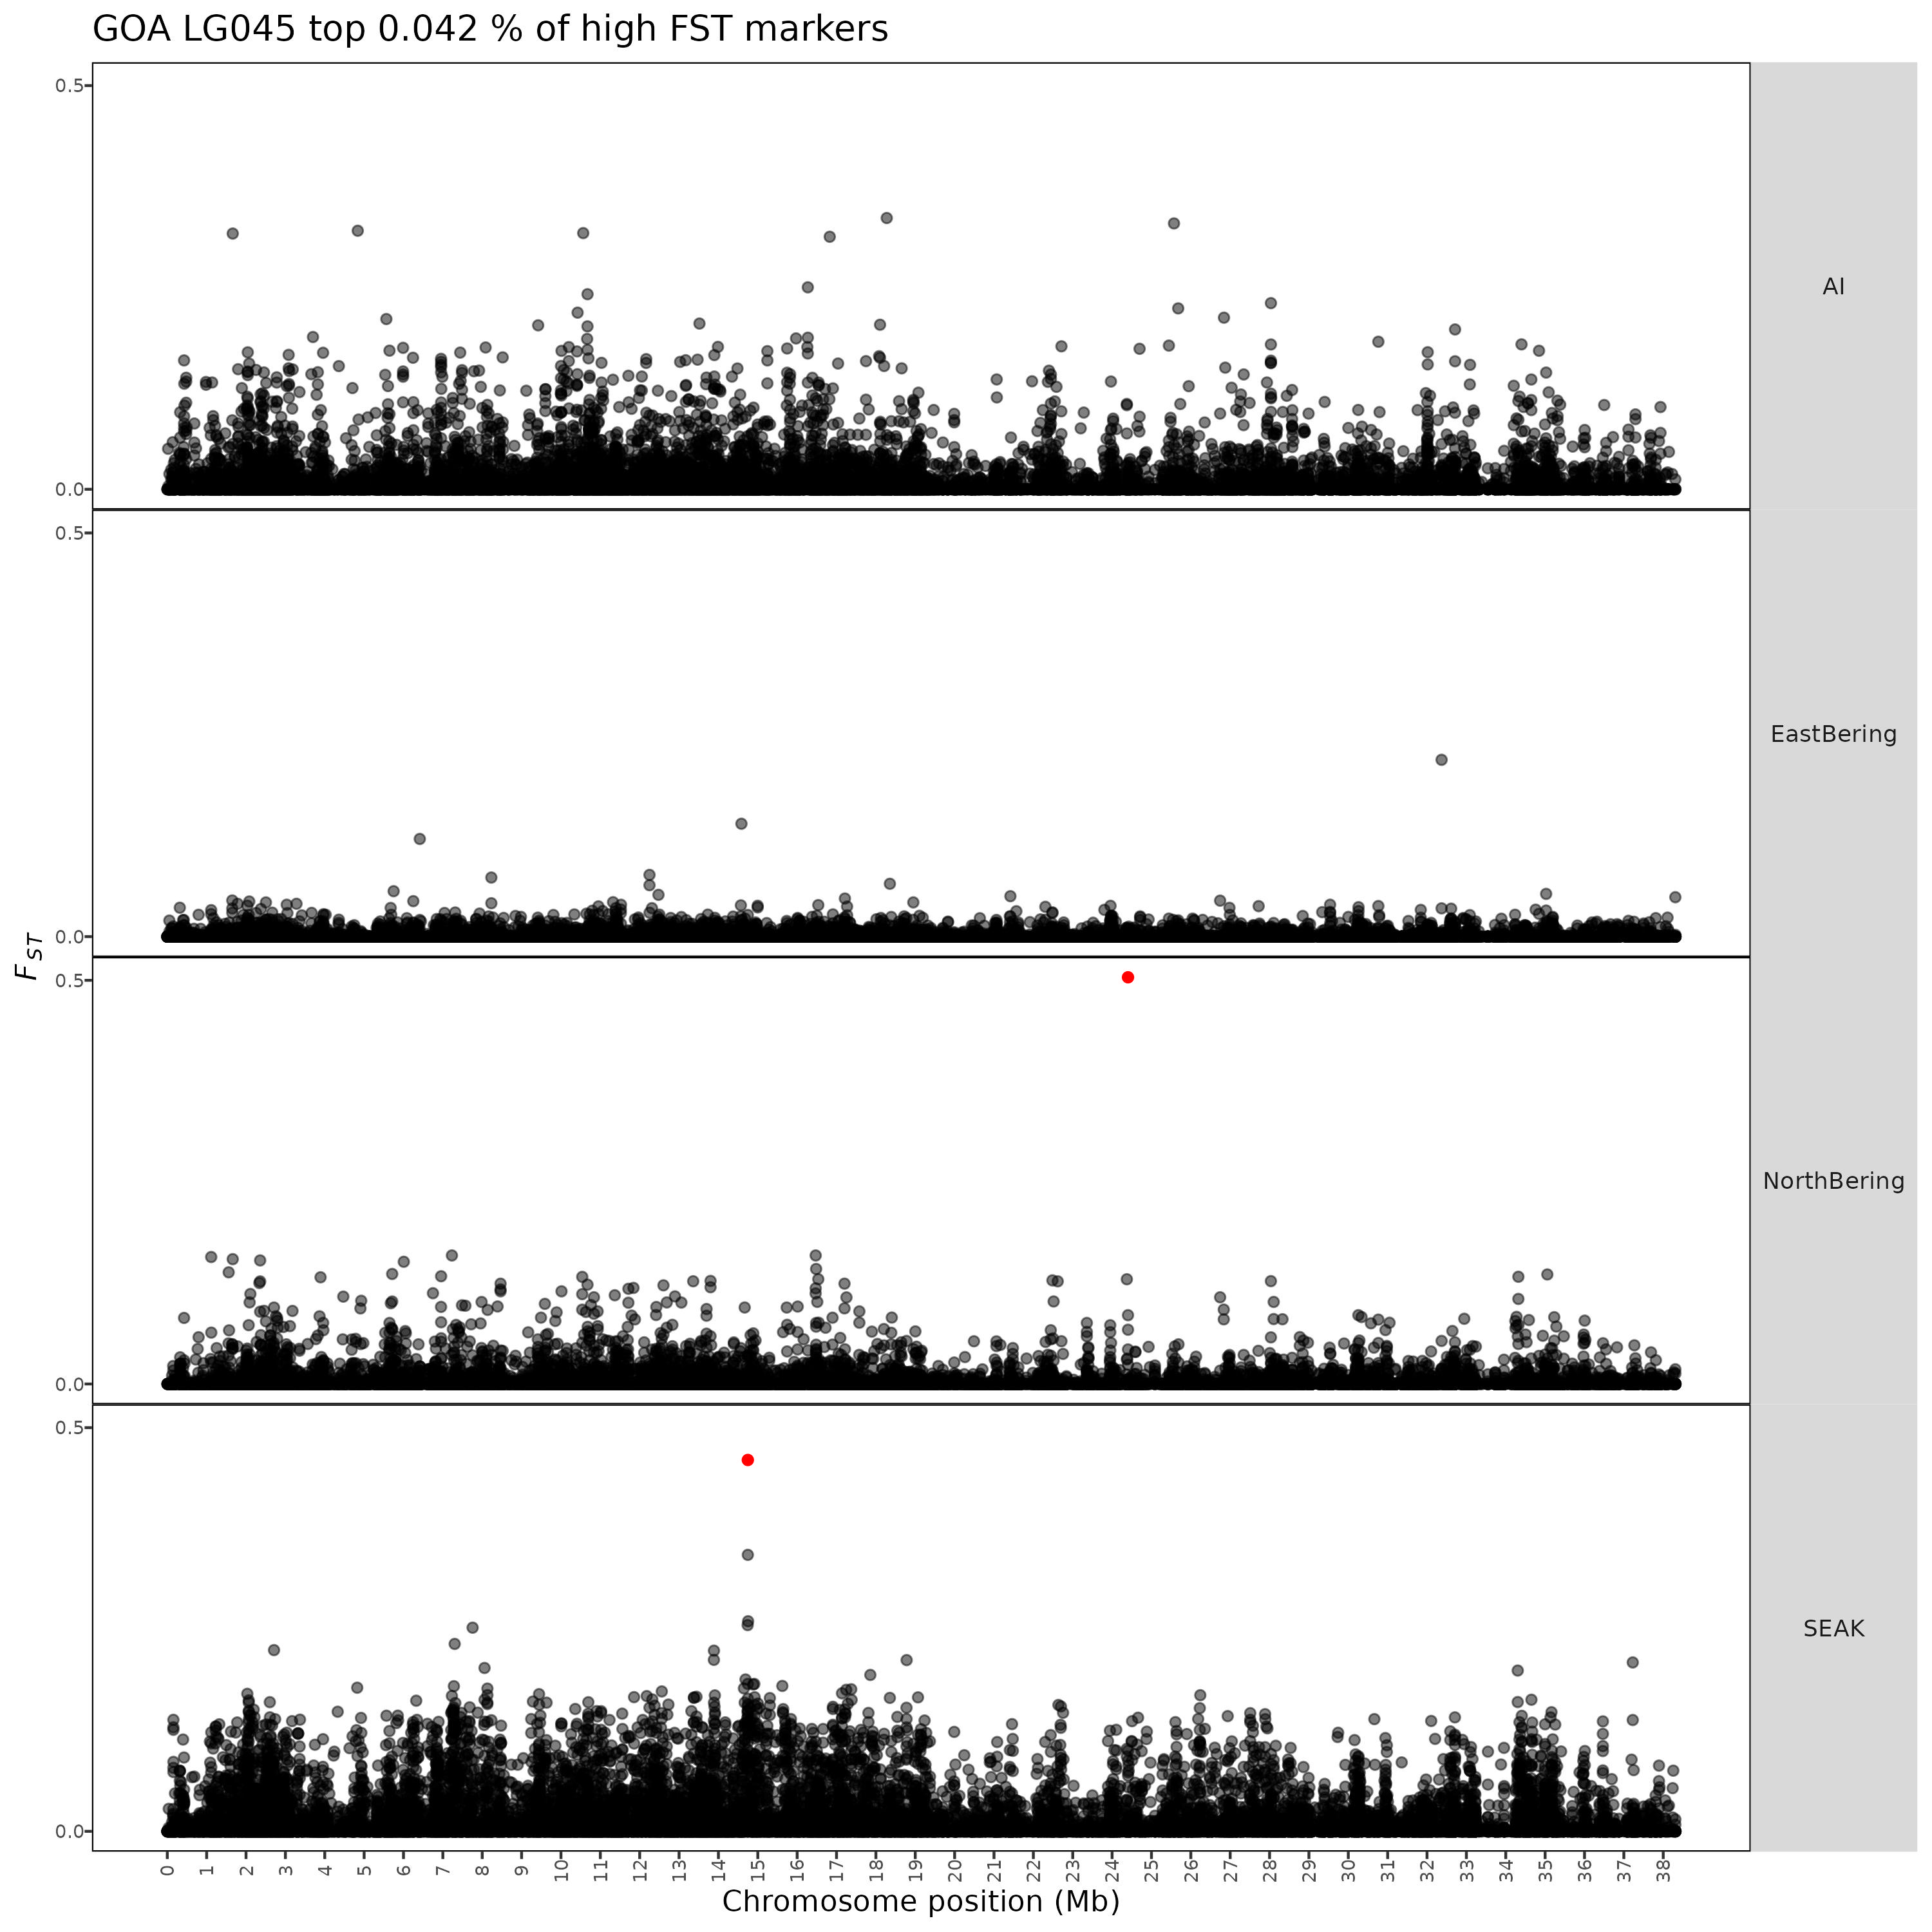 GOA LG045 top 0.042 % of high FST markers
0.5
0.0
AI
0.5
0.0
EastBering
FST
0.5
0.0
NorthBering
0.5
0.0
SEAK
0 1 2 3 4 5 6 7 8 9 10 11 12 13 14 15 16 17 18 19 20 21 22 23 24 25 26 27 28 29 30 31 32 33 34 35 36 37 38
Chromosome position (Mb)